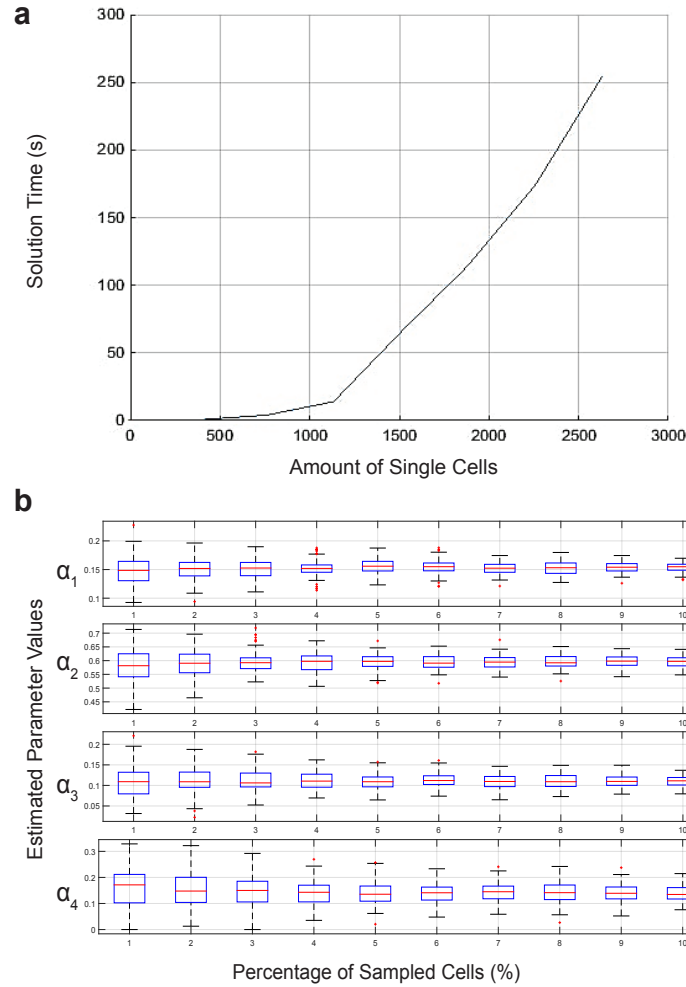 a
300
250
200
150
100
50
0
0 500 1000 1500 2000 2500 3000
Solution Time (s)
Amount of Single Cells
b
Estimated Parameter Values
α1
0.2
0.15
0.1
1 2 3 4 5 6 7 8 9 10
α2
0.7
0.65
0.6
0.55
0.5
0.45
1 2 3 4 5 6 7 8 9 10
α3
0.2
0.15
0.1
0.05
1 2 3 4 5 6 7 8 9 10
α4
0.3
0.2
0.1
0
1 2 3 4 5 6 7 8 9 10
Percentage of Sampled Cells (%)